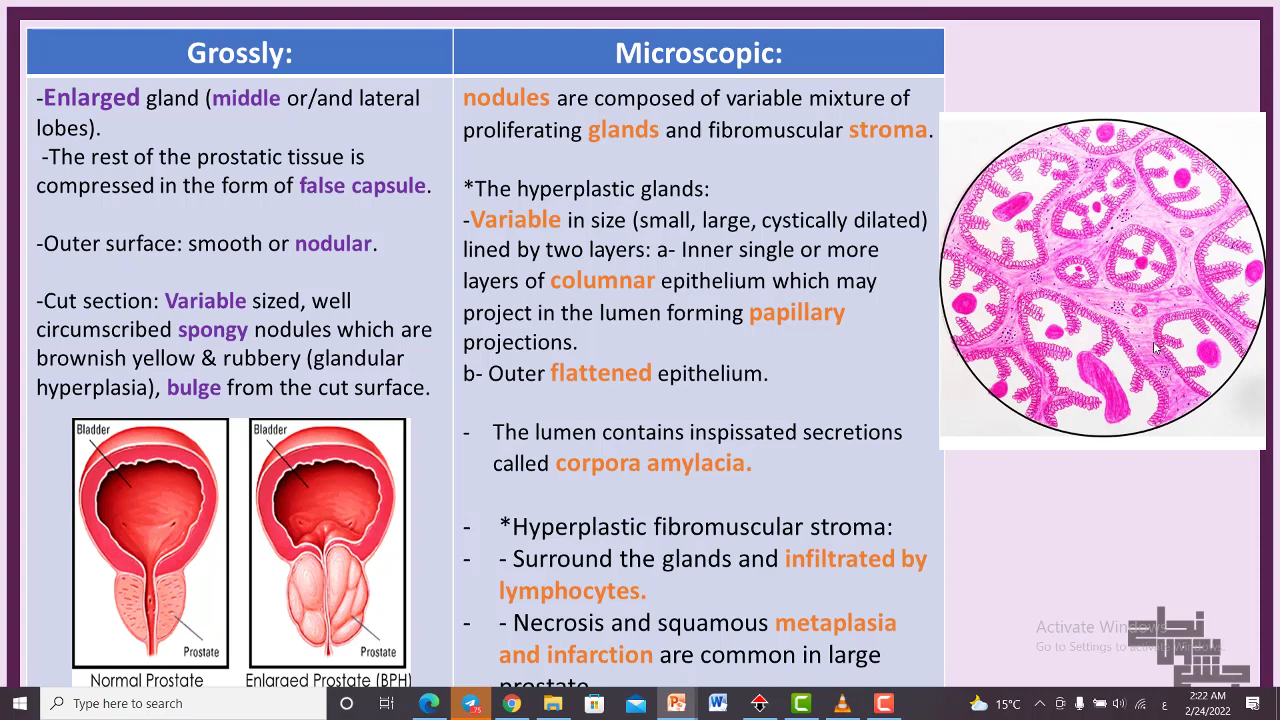 Grossly:
-Enlarged gland (middle or/and lateral
lobes).
-The rest of the prostatic tissue is
compressed in the form of false capsule.
-Outer surface: smooth or nodular.
-Cut section: Variable sized, well
circumscribed spongy nodules which are
brownish yellow & rubbery (glandular
hyperplasia), bulge from the cut surface.
Bladder
Prostate
Normal Prostate
Bladder
Prostate
Enlarged Prostate (BPH)
Microscopic:
nodules are composed of variable mixture of
proliferating glands and fibromuscular stroma.
*The hyperplastic glands:
-Variable in size (small, large, cystically dilated)
lined by two layers: a- Inner single or more
layers of columnar epithelium which may
project in the lumen forming papillary
projections.
b- Outer flattened epithelium.
- The lumen contains inspissated secretions
called corpora amylacia.
- *Hyperplastic fibromuscular stroma:
- - Surround the glands and infiltrated by
lymphocytes.
- - Necrosis and squamous metaplasia
and infarction are common in large
prostate
Activate Windows
Go to Settings to activate Windows.
Type here to search
75
15°C
2:22 AM
2/24/2022